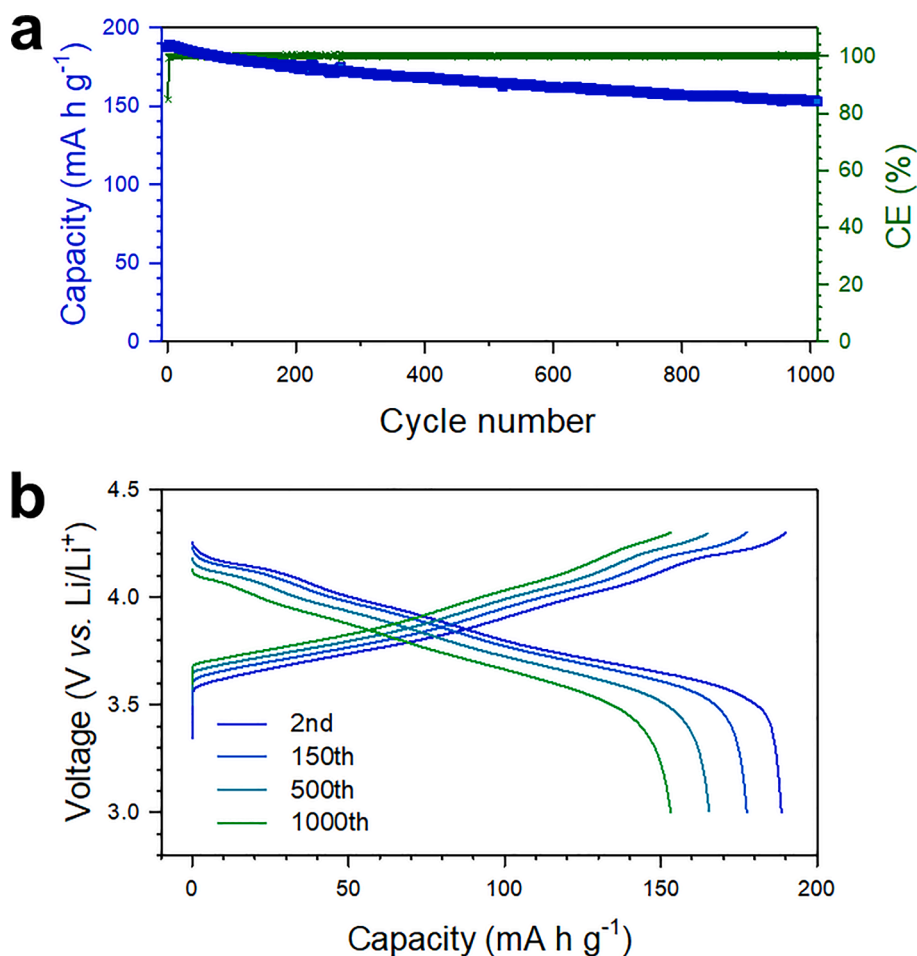 a
Capacity (mA h g⁻¹)
200
150
100
50
0
100
80
60
40
20
0
CE (%)
0 200 400 600 800 1000
Cycle number
b
Voltage (V vs. Li/Li⁺)
4.5
4.0
3.5
3.0
2nd
150th
500th
1000th
0 50 100 150 200
Capacity (mA h g⁻¹)